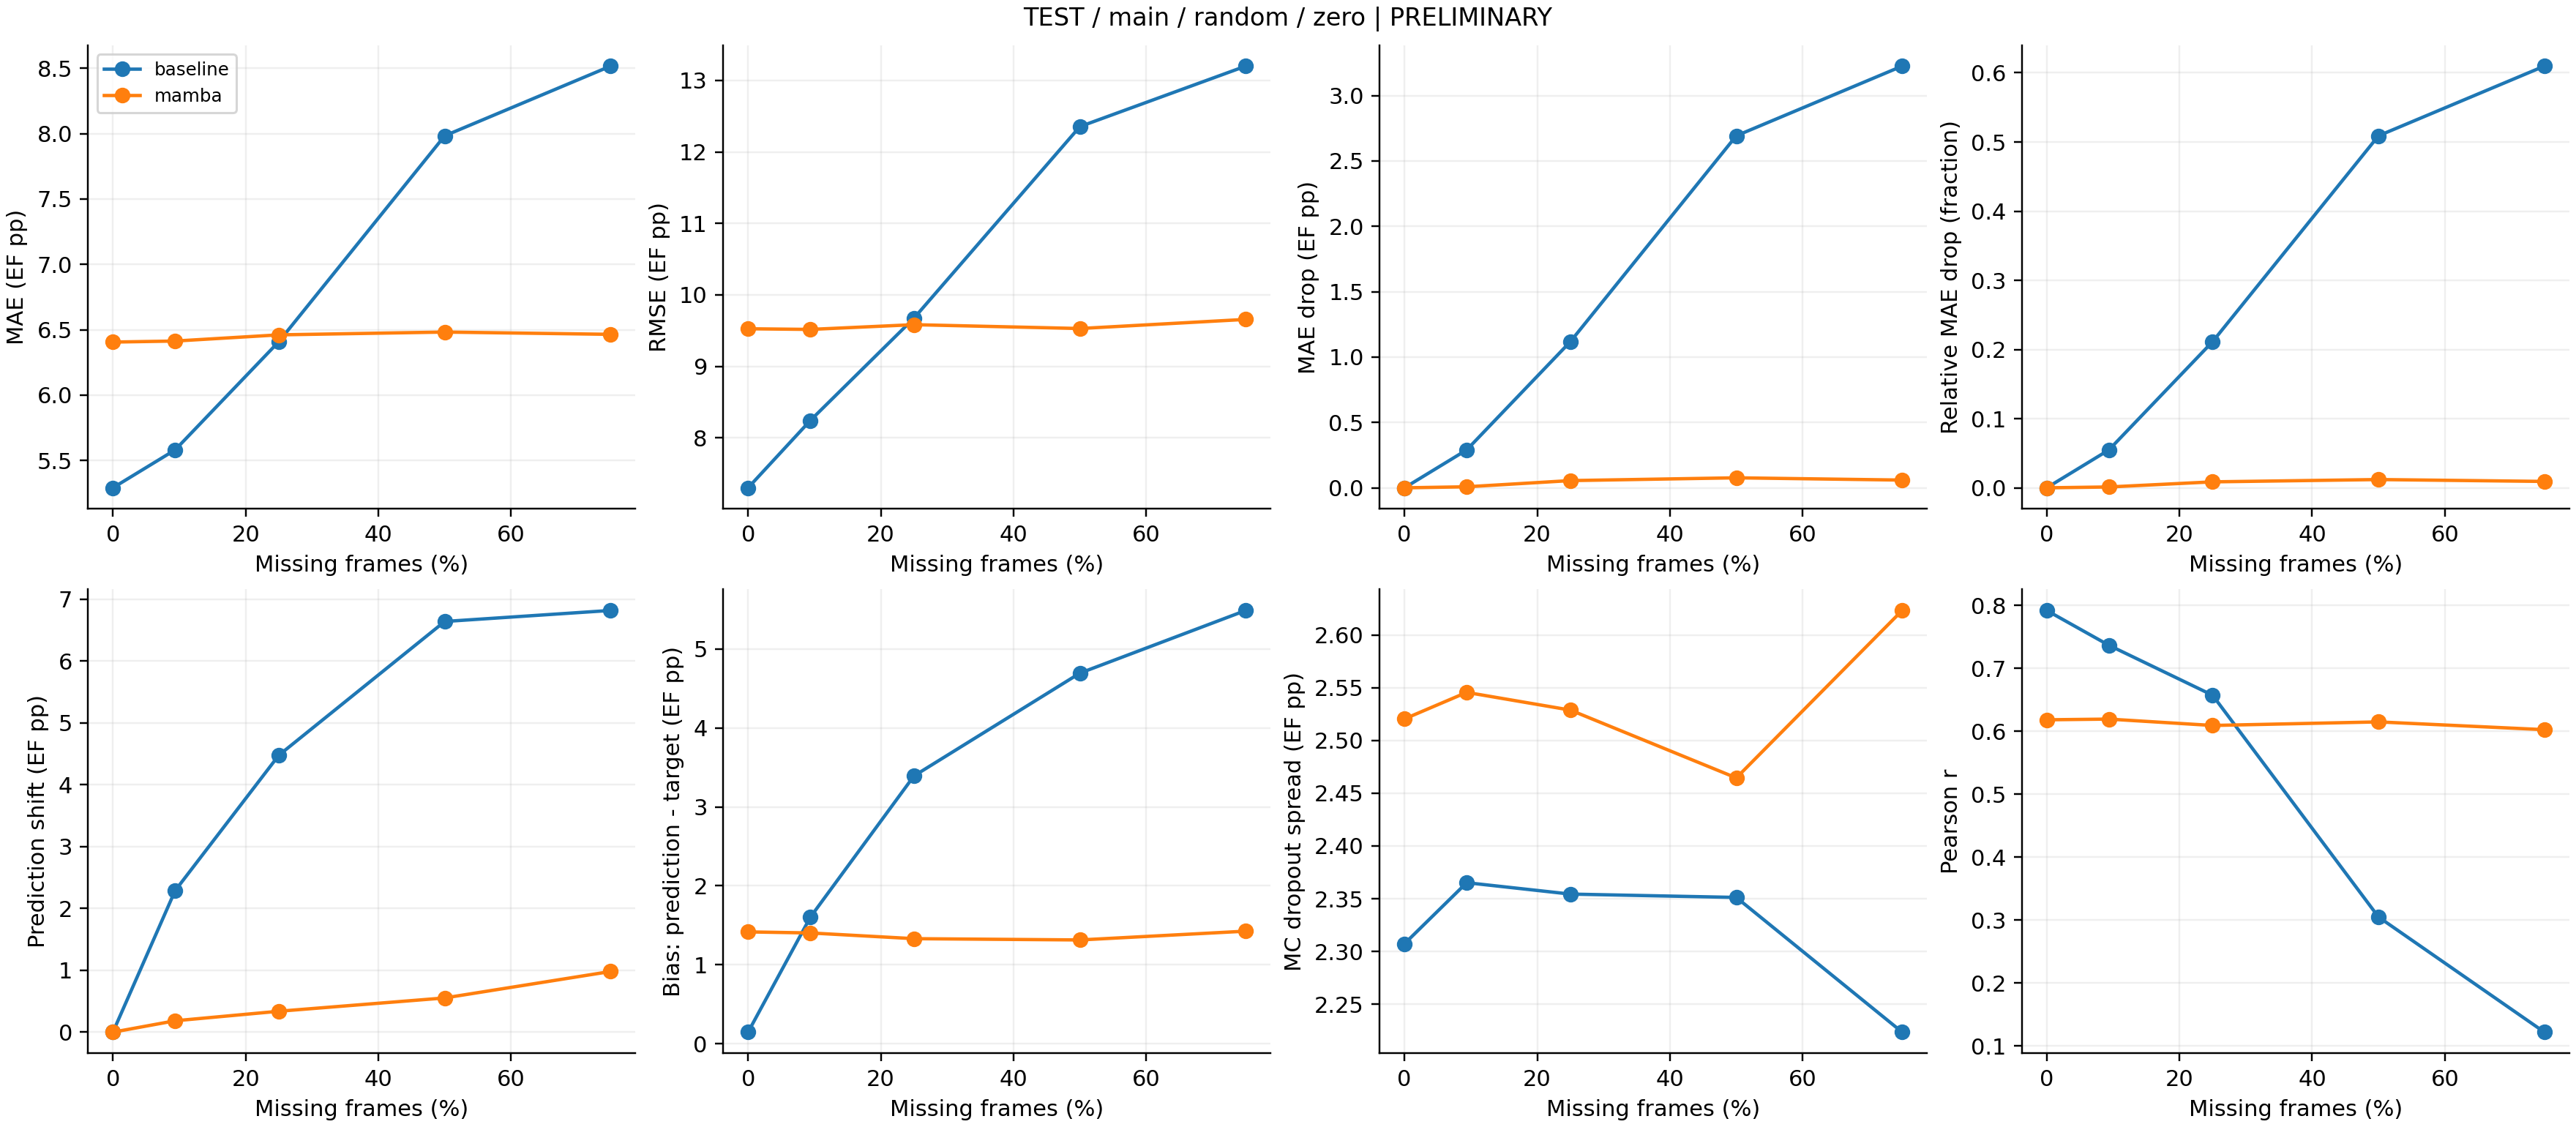 TEST / main / random / zero | PRELIMINARY
MAE (EF pp)
8.5
8.0
7.5
7.0
6.5
6.0
5.5
baseline
mamba
0 20 40 60
Missing frames (%)
RMSE (EF pp)
13
12
11
10
9
8
0 20 40 60
Missing frames (%)
MAE drop (EF pp)
3.0
2.5
2.0
1.5
1.0
0.5
0.0
0 20 40 60
Missing frames (%)
Relative MAE drop (fraction)
0.6
0.5
0.4
0.3
0.2
0.1
0.0
0 20 40 60
Missing frames (%)
Prediction shift (EF pp)
7
6
5
4
3
2
1
0
0 20 40 60
Missing frames (%)
Bias: prediction - target (EF pp)
5
4
3
2
1
0
0 20 40 60
Missing frames (%)
MC dropout spread (EF pp)
2.60
2.55
2.50
2.45
2.40
2.35
2.30
2.25
0 20 40 60
Missing frames (%)
Pearson r
0.8
0.7
0.6
0.5
0.4
0.3
0.2
0.1
0 20 40 60
Missing frames (%)